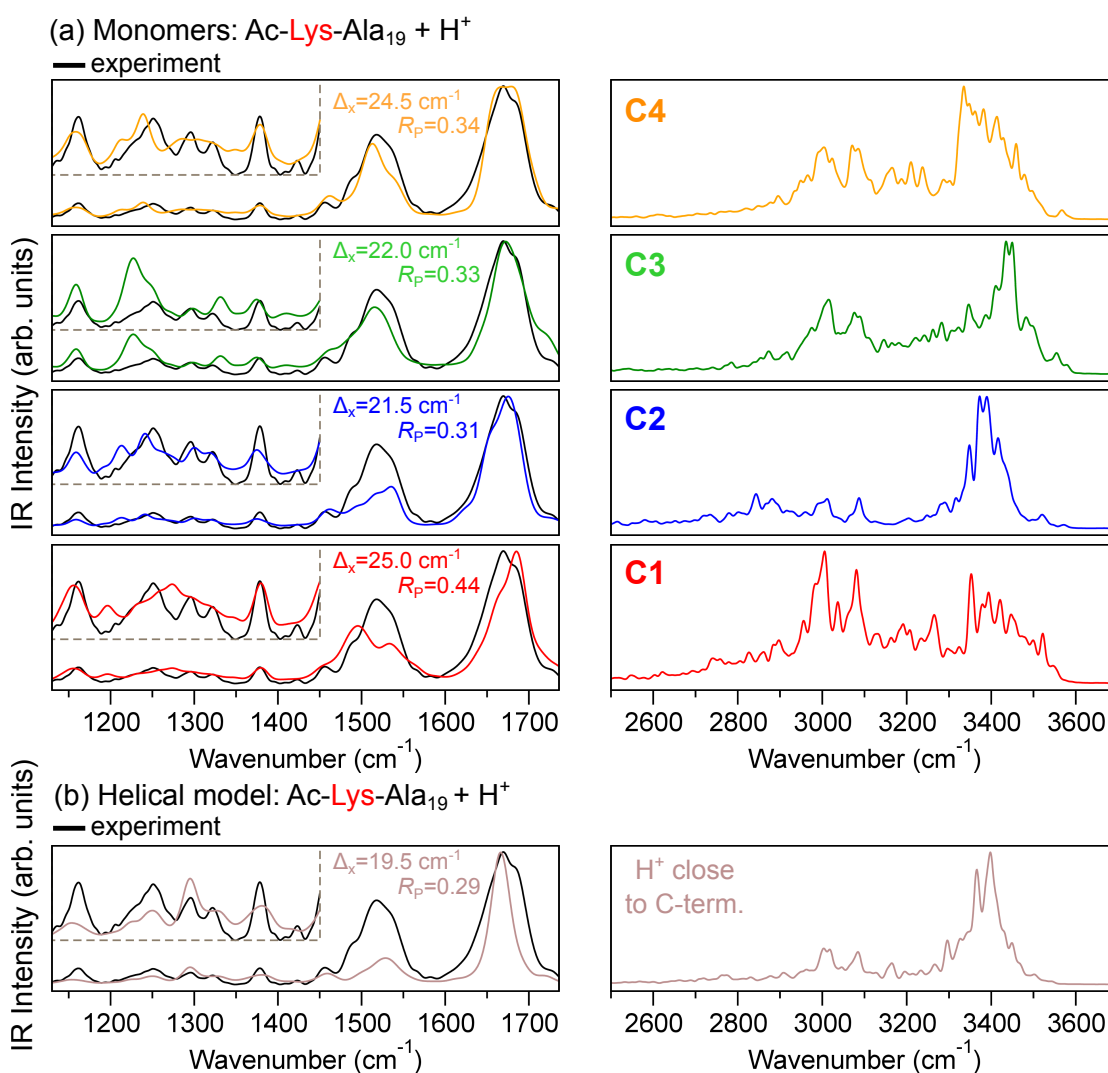 (a) Monomers: Ac-Lys-Ala₁₉ + H⁺
experiment
Δₓ=24.5 cm⁻¹
R_P=0.34
C4
Δₓ=22.0 cm⁻¹
R_P=0.33
C3
Δₓ=21.5 cm⁻¹
R_P=0.31
C2
Δₓ=25.0 cm⁻¹
R_P=0.44
C1
IR Intensity (arb. units)
1200 1300 1400 1500 1600 1700
2600 2800 3000 3200 3400 3600
Wavenumber (cm⁻¹)
Wavenumber (cm⁻¹)
(b) Helical model: Ac-Lys-Ala₁₉ + H⁺
experiment
Δₓ=19.5 cm⁻¹
R_P=0.29
H⁺ close
to C-term.
IR Intensity (arb. units)
1200 1300 1400 1500 1600 1700
2600 2800 3000 3200 3400 3600
Wavenumber (cm⁻¹)
Wavenumber (cm⁻¹)